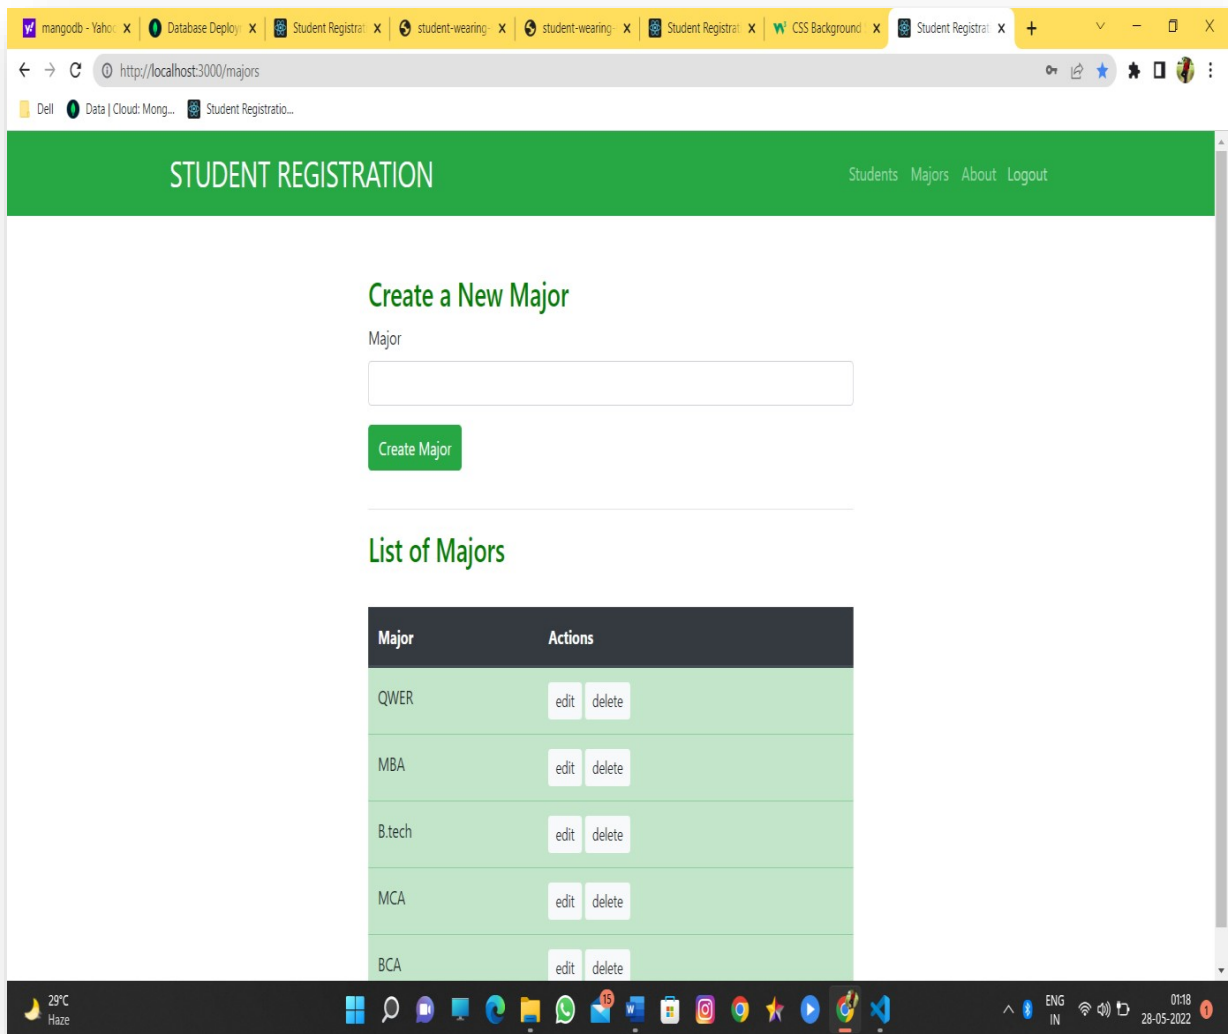 mangodb - Yahoo
Database Deploy
Student Registrat
student-wearing-
student-wearing-
Student Registrat
CSS Background
Student Registrat
http://localhost:3000/majors
Dell
Data | Cloud: Mong...
Student Registratio...
STUDENT REGISTRATION
Students Majors About Logout
Create a New Major
Major
Create Major
List of Majors
Major Actions
QWER edit delete
MBA edit delete
B.tech edit delete
MCA edit delete
BCA edit delete
29°C
Haze
15
ENG
IN
01:18
28-05-2022
1